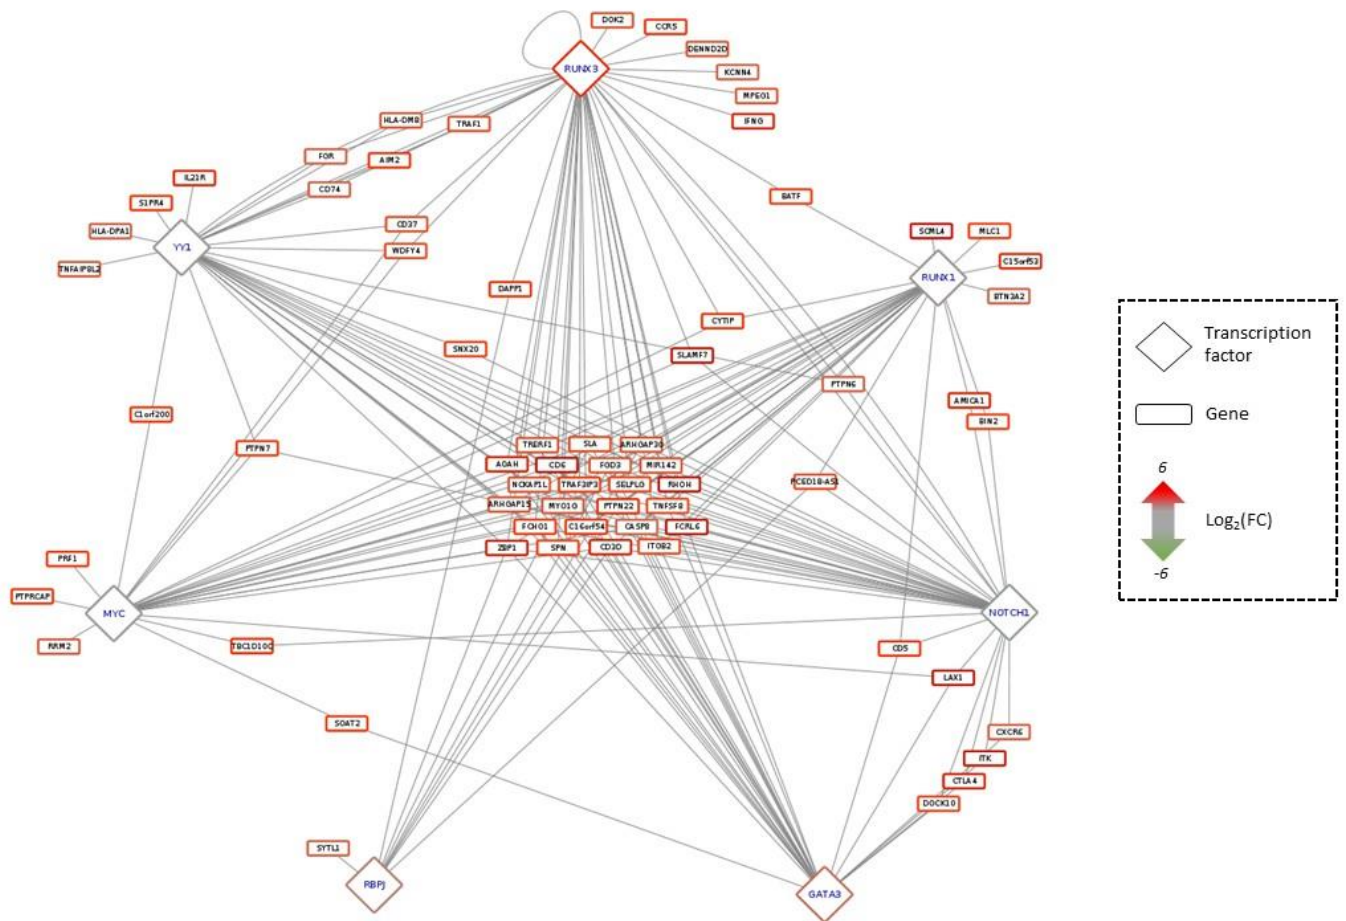 DOK2
CCR5
DENND2D
RUNX3
KCNN4
MPEG1
HLA-DMB
TRAF1
IFNG
FGR
AIM2
IL21R
CD74
BATF
S1PR4
CD37
HLA-DPA1
SCML4
MLC1
YY1
WDFY4
C15orf53
TNFAIP8L2
RUNX1
DAPP1
BTN3A2
CYTIP
SNX20
SLAMF7
PTPN6
AMICA1
C1orf200
BIN2
PTPN7
TRERF1
SLA
ARHGAP30
AOAH
CD6
FGD3
MIR142
NCKAP1L
TRAF3IP3
SELPLG
RHOH
PCED1B-AS1
ARHGAP15
MYO1G
PTPN22
TNFSF8
FCHO1
C16orf54
CASP8
FCRL6
ZBP1
SPN
CD3D
ITGB2
PRF1
PTPRCAP
MYC
NOTCH1
RRM2
TBC1D10C
CD5
LAX1
SOAT2
CXCR6
ITK
CTLA4
DOCK10
SYTL1
RBPJ
GATA3
Transcription
factor
Gene
6
Log₂(FC)
-6